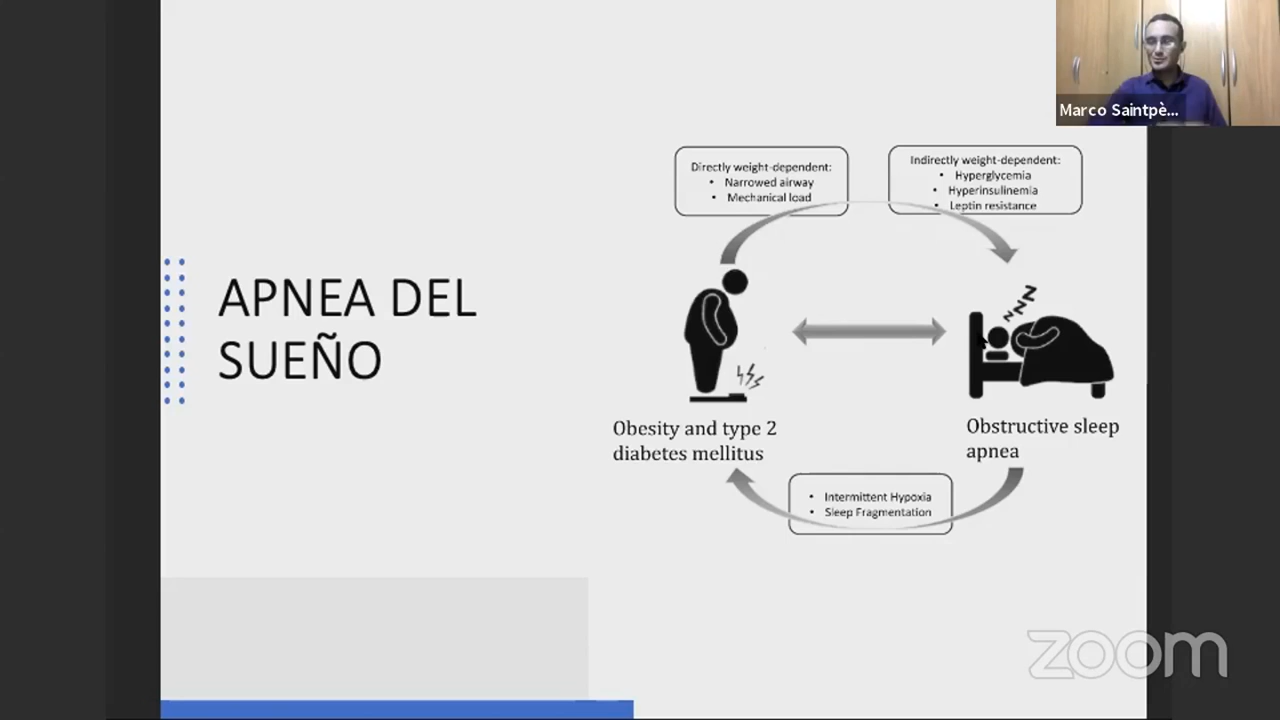 Marco Saintpè...
Directly weight-dependent:
• Narrowed airway
• Mechanical load
Indirectly weight-dependent:
• Hyperglycemia
• Hyperinsulinemia
• Leptin resistance
APNEA DEL
SUEÑO
zzZZ
Obesity and type 2
diabetes mellitus
Obstructive sleep
apnea
• Intermittent Hypoxia
• Sleep Fragmentation
zoom